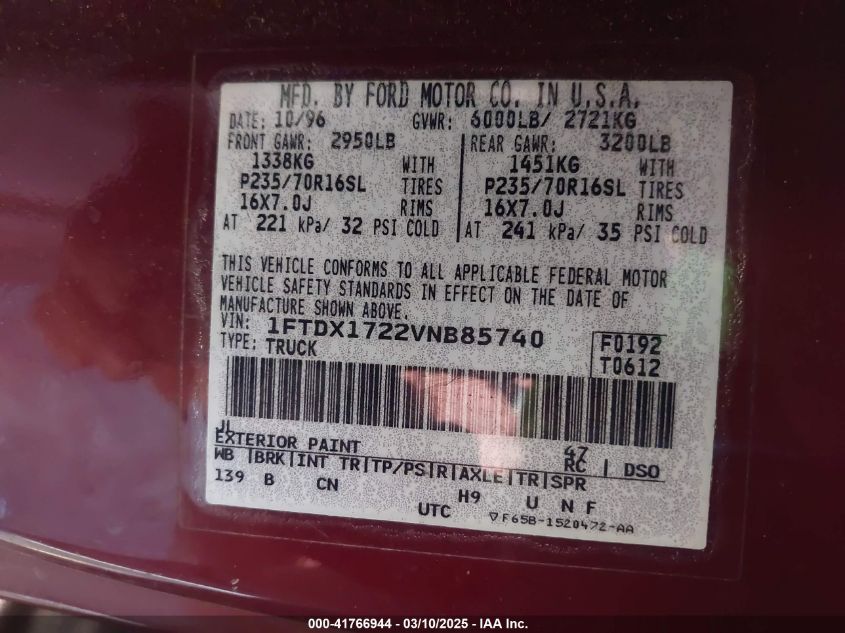 MFD. BY FORD MOTOR CO. IN U.S.A.
DATE: 10/96 GVWR: 6000LB/ 2721KG
FRONT GAWR: 2950LB REAR GAWR: 3200LB
1338KG WITH 1451KG WITH
P235/70R16SL TIRES P235/70R16SL TIRES
16X7.0J RIMS 16X7.0J RIMS
AT 221 kPa/ 32 PSI COLD AT 241 kPa/ 35 PSI COLD
THIS VEHICLE CONFORMS TO ALL APPLICABLE FEDERAL MOTOR
VEHICLE SAFETY STANDARDS IN EFFECT ON THE DATE OF
MANUFACTURE SHOWN ABOVE.
VIN: 1FTDX1722VNB85740 F0192
TYPE: TRUCK T0612
JL
EXTERIOR PAINT 47 RC DSO
WB BRK INT TR TP/PS R AXLE TR SPR
139 B CN H9 U N F
UTC F65B-1520472-AA
000-41766944 - 03/10/2025 - IAA Inc.